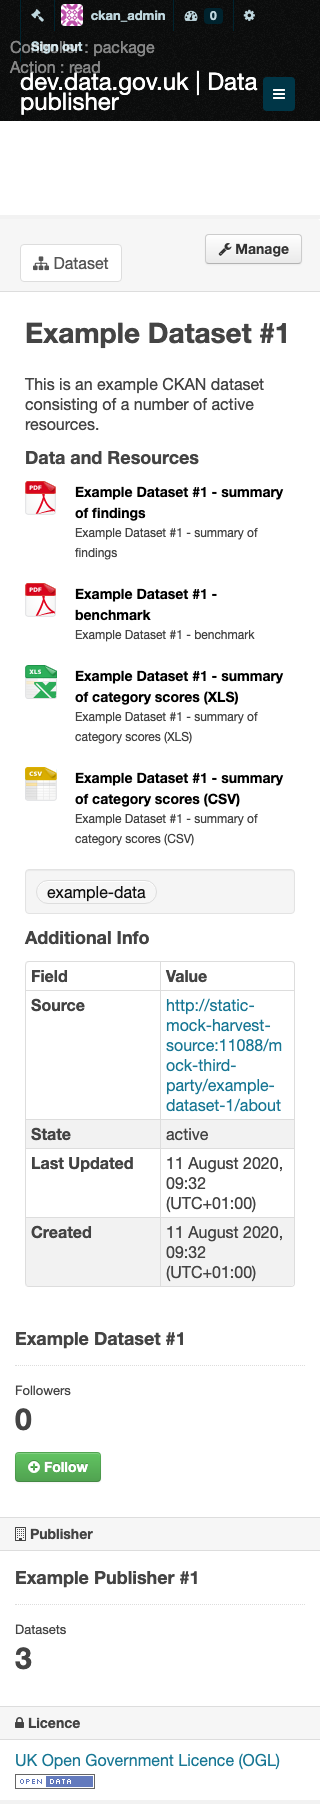 ckan_admin 0
Sign out
Controller : package
Action : read
dev.data.gov.uk | Data
publisher
Dataset
Manage
Example Dataset #1
This is an example CKAN dataset
consisting of a number of active
resources.
Data and Resources
PDF
Example Dataset #1 - summary
of findings
Example Dataset #1 - summary of
findings
PDF
Example Dataset #1 -
benchmark
Example Dataset #1 - benchmark
XLS
Example Dataset #1 - summary
of category scores (XLS)
Example Dataset #1 - summary of
category scores (XLS)
CSV
Example Dataset #1 - summary
of category scores (CSV)
Example Dataset #1 - summary of
category scores (CSV)
example-data
Additional Info
Field Value
Source http://static-
mock-harvest-
source:11088/m
ock-third-
party/example-
dataset-1/about
State active
Last Updated 11 August 2020,
09:32
(UTC+01:00)
Created 11 August 2020,
09:32
(UTC+01:00)
Example Dataset #1
Followers
0
Follow
Publisher
Example Publisher #1
Datasets
3
Licence
UK Open Government Licence (OGL)
OPEN DATA